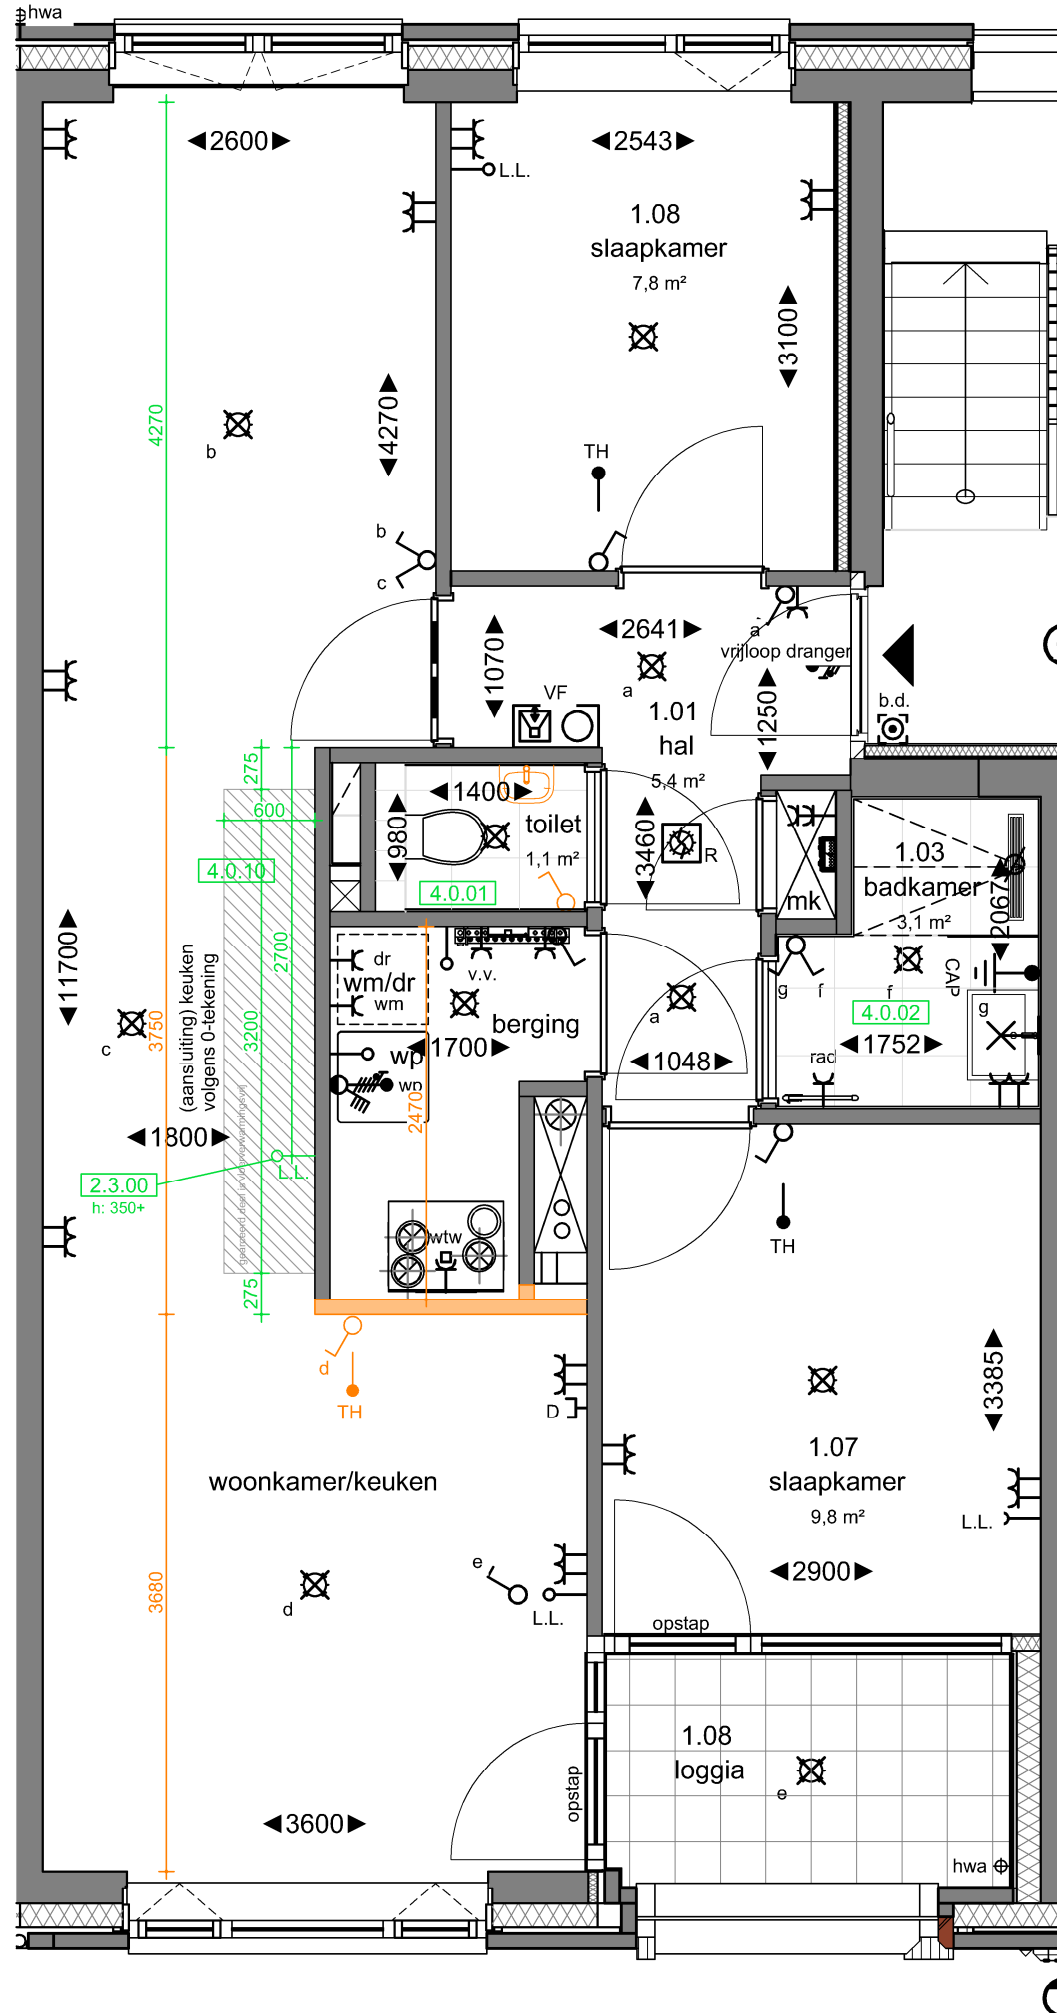 hwa
2600
2543
L.L.
1.08
slaapkamer
7,8 m²
3100
4270
4270
b
TH
b
c
2641
a
vrijloop dranger
a
1070
VF
1.01
hal
5,4 m²
1250
b.d.
275
600
1400
980
toilet
1,1 m²
4.0.10
4.0.01
3460
R
mk
1.03
badkamer
3,1 m²
2067
11700
2700
3750
3200
(aansluiting) keuken
volgens 0-tekening
c
dr
wm/dr
wm
v.v.
berging
wp
wp
1700
2470
a
1048
g
f
f
CAP
g
4.0.02
1752
rad
1800
gearceerd deel is vloerverwarmingsvrij
2.3.00
h: 350+
L.L.
wtw
275
TH
d
TH
D
3385
woonkamer/keuken
1.07
slaapkamer
9,8 m²
L.L.
e
2900
L.L.
3680
d
opstap
1.08
loggia
e
opstap
3600
hwa